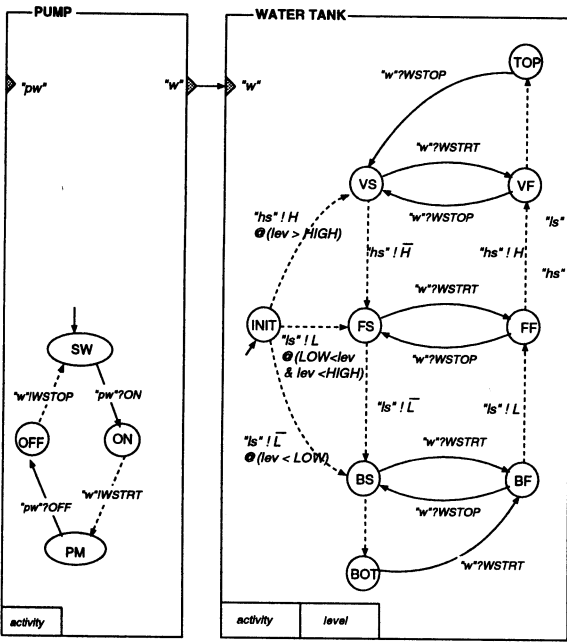 PUMP
WATER TANK
"pw"
"w"
"w"
TOP
"w"?WSTOP
"w"?WSTRT
VS
VF
"w"?WSTOP
"hs" ! H
@ (lev > HIGH)
"hs" ! H̅
"hs" ! H
"ls"
"hs"
"w"?WSTRT
INIT
FS
FF
"ls" ! L
@ (LOW<lev
& lev <HIGH)
"w"?WSTOP
SW
"w"!WSTOP
"pw"?ON
OFF
ON
"pw"?OFF
"w"!WSTRT
PM
"ls" ! L̅
"ls" ! L
"ls" ! L̅
@ (lev < LOW)
"w"?WSTRT
BS
BF
"w"?WSTOP
BOT
"w"?WSTRT
activity
activity
level